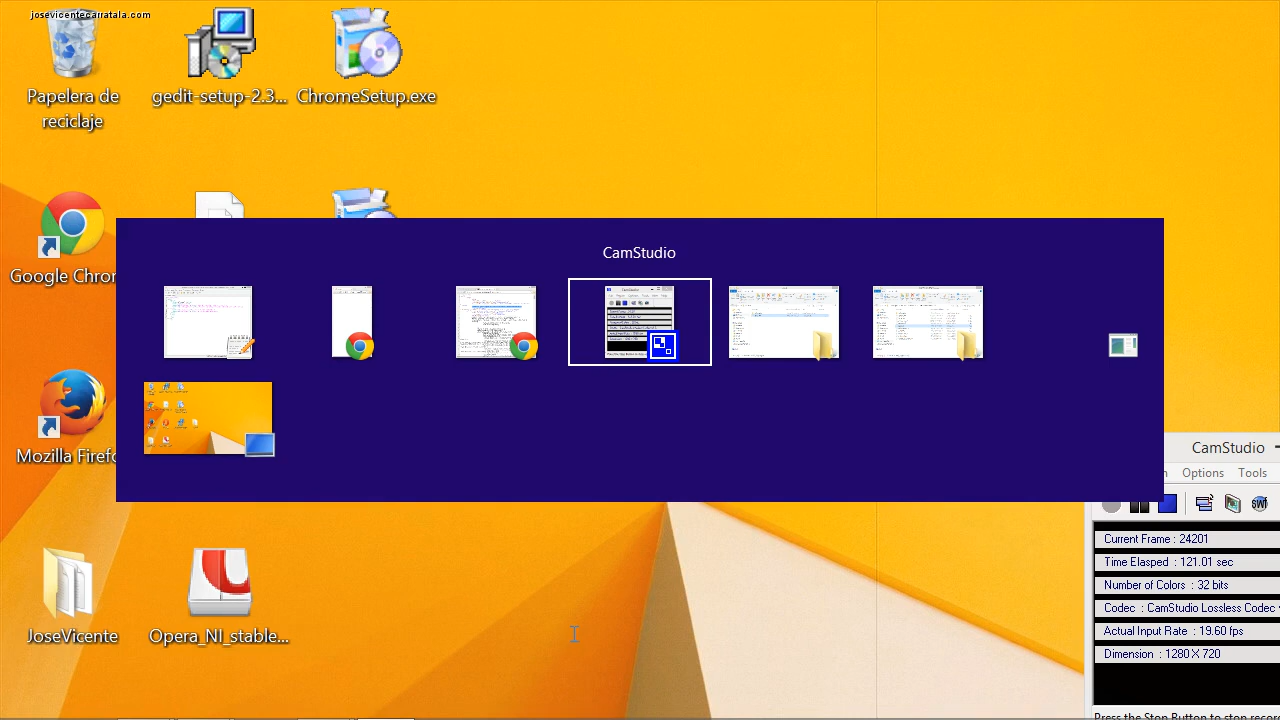 josevicentecarratala.com
Papelera de
reciclaje
gedit-setup-2.3...
ChromeSetup.exe
Google Chrom
CamStudio
Mozilla Firefo
CamStudio
Options
Tools
Current Frame : 24201
Time Elasped : 121.01 sec
Number of Colors : 32 bits
Codec : CamStudio Lossless Codec
Actual Input Rate : 19.60 fps
Dimension : 1280 X 720
JoseVicente
Opera_NI_stable...
Press the Stop Button to stop recor